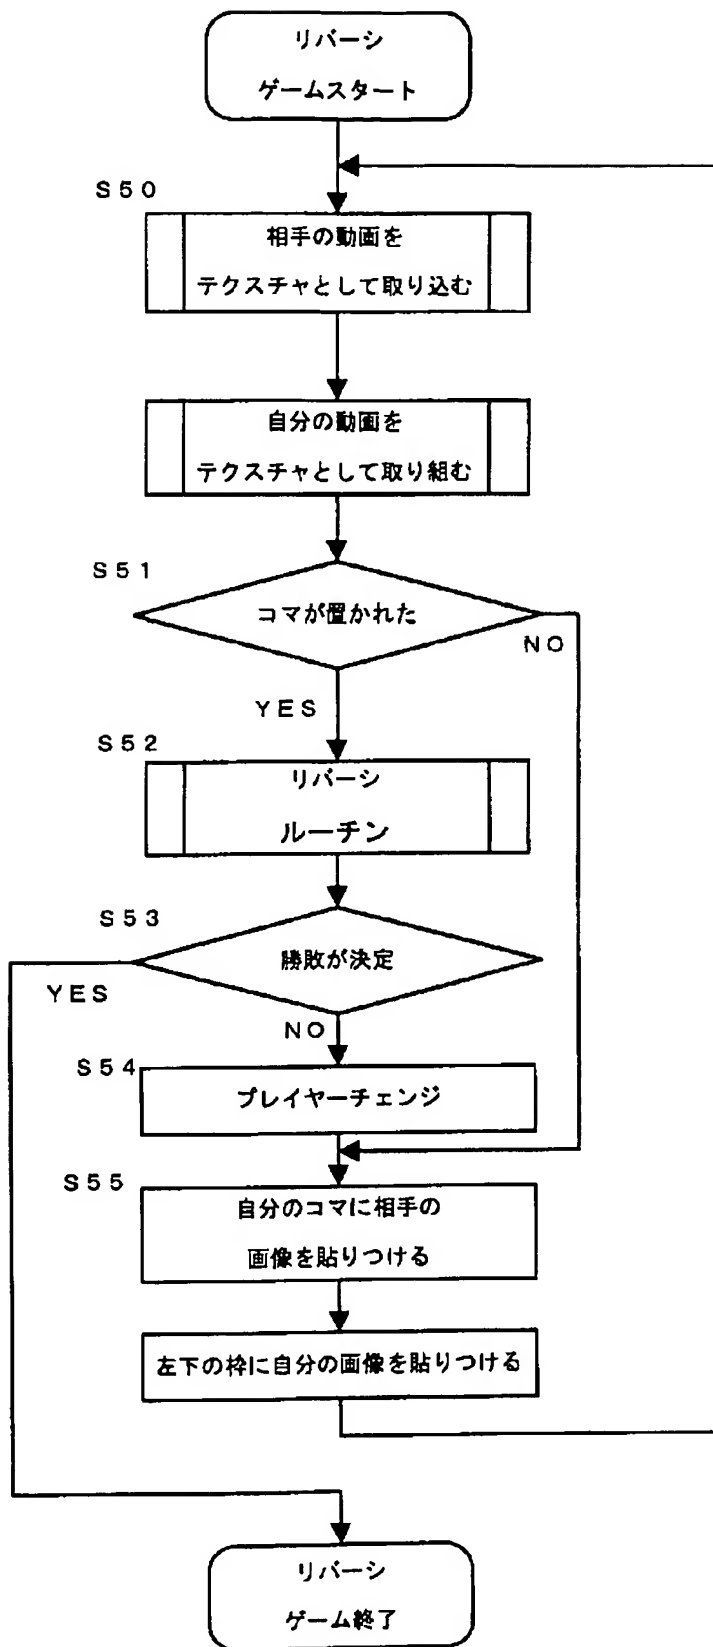 リバーシ
ゲームスタート
S50
相手の動画を
テクスチャとして取り込む
自分の動画を
テクスチャとして取り組む
S51
コマが置かれた
NO
YES
S52
リバーシ
ルーチン
S53
勝敗が決定
YES
NO
S54
プレイヤーチェンジ
S55
自分のコマに相手の
画像を貼りつける
左下の枠に自分の画像を貼りつける
リバーシ
ゲーム終了